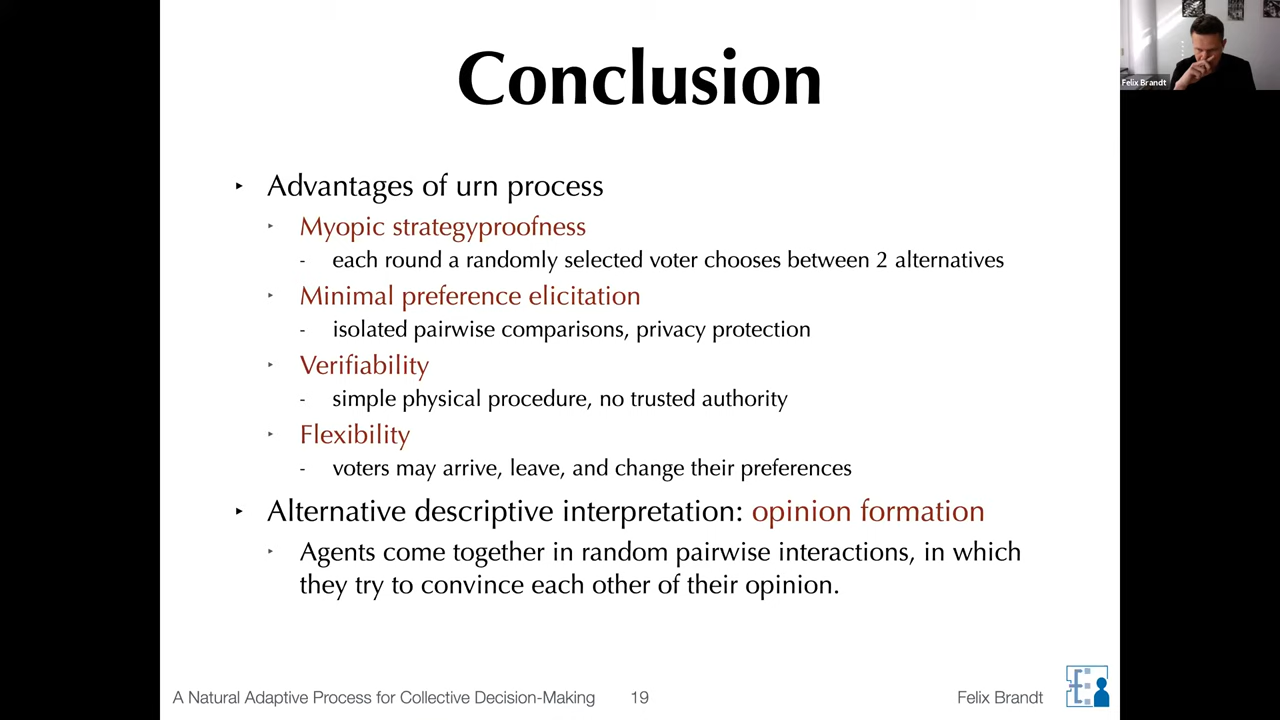 Conclusion
Felix Brandt
‣ Advantages of urn process
‣ Myopic strategyproofness
- each round a randomly selected voter chooses between 2 alternatives
‣ Minimal preference elicitation
- isolated pairwise comparisons, privacy protection
‣ Verifiability
- simple physical procedure, no trusted authority
‣ Flexibility
- voters may arrive, leave, and change their preferences
‣ Alternative descriptive interpretation: opinion formation
‣ Agents come together in random pairwise interactions, in which
they try to convince each other of their opinion.
A Natural Adaptive Process for Collective Decision-Making 19 Felix Brandt